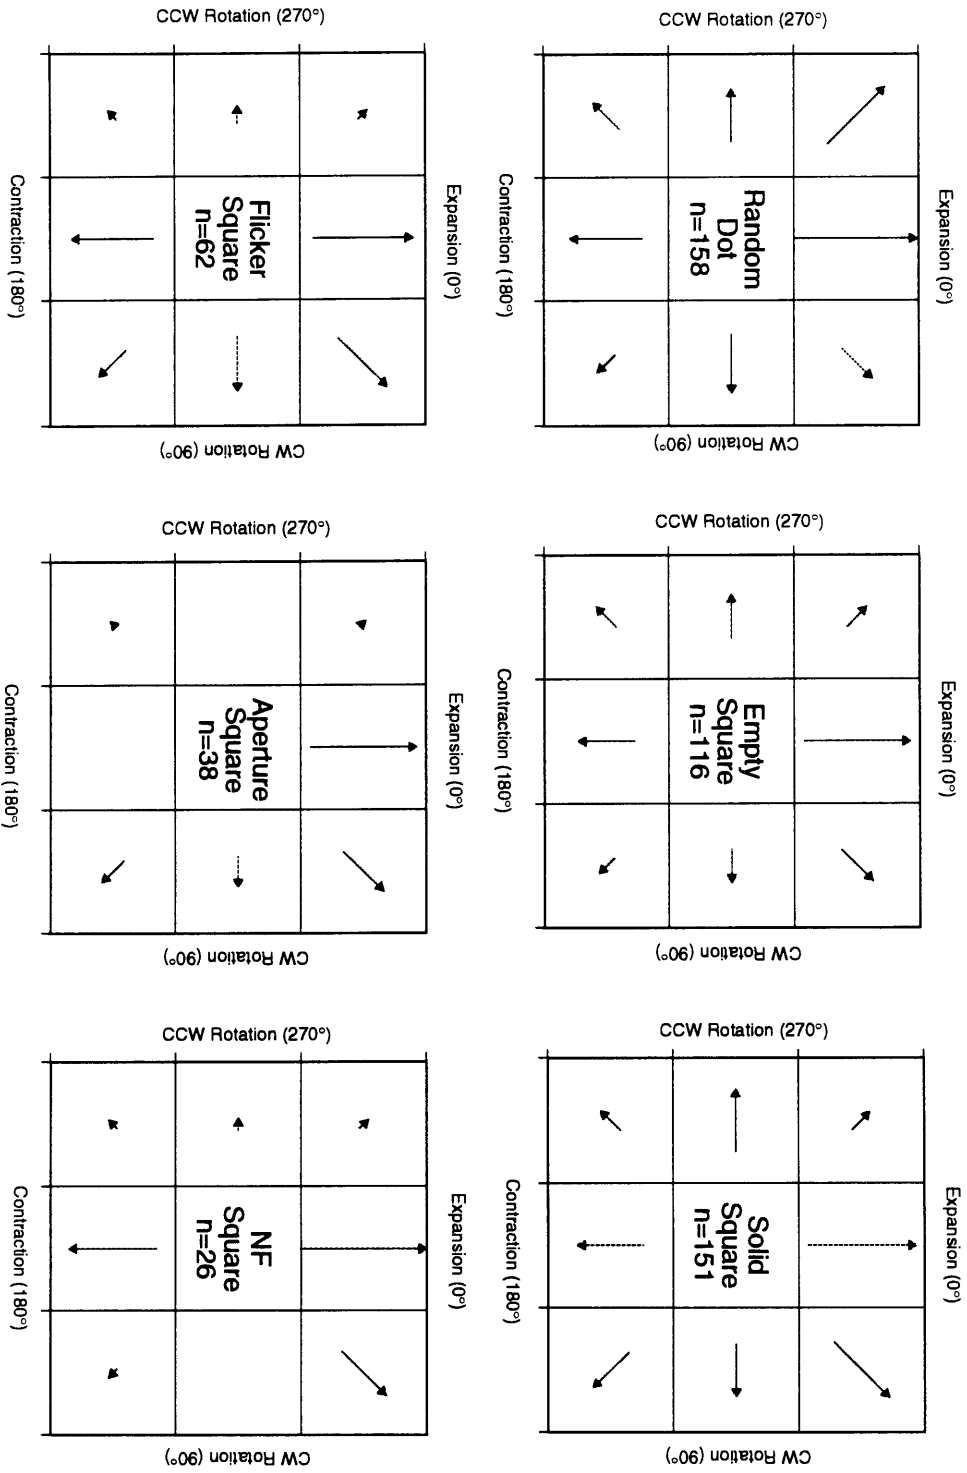 Expansion (0°)
CCW Rotation (270°)
Random
Dot
n=158
CW Rotation (90°)
Contraction (180°)
Expansion (0°)
CCW Rotation (270°)
Empty
Square
n=116
CW Rotation (90°)
Contraction (180°)
Expansion (0°)
CCW Rotation (270°)
Solid
Square
n=151
CW Rotation (90°)
Contraction (180°)
Expansion (0°)
CCW Rotation (270°)
Flicker
Square
n=62
CW Rotation (90°)
Contraction (180°)
Expansion (0°)
CCW Rotation (270°)
Aperture
Square
n=38
CW Rotation (90°)
Contraction (180°)
Expansion (0°)
CCW Rotation (270°)
NF
Square
n=26
CW Rotation (90°)
Contraction (180°)